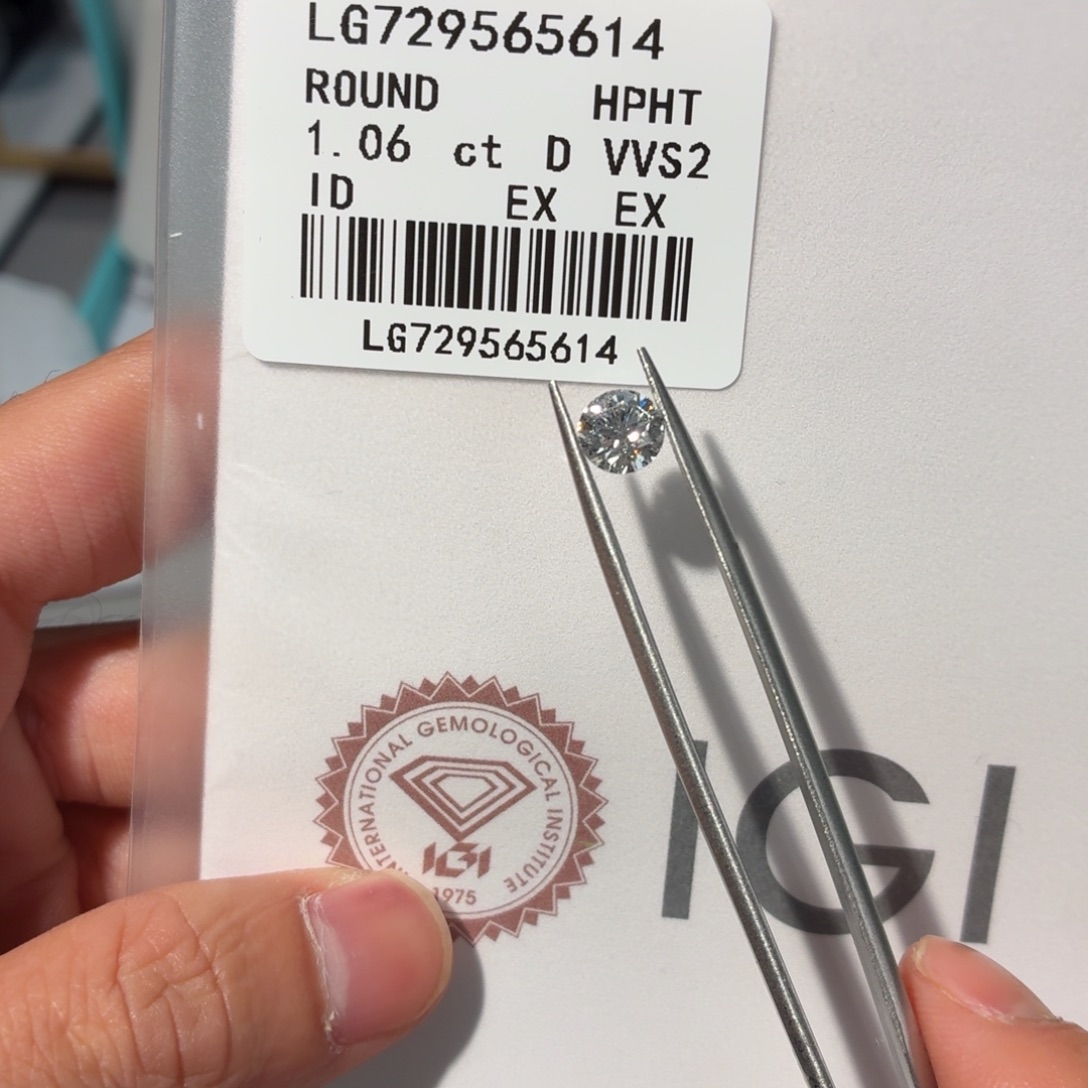 LG729565614
ROUND HPHT
1.06 ct D VVS2
ID EX EX
LG729565614
INTERNATIONAL GEMOLOGICAL INSTITUTE
IGI
1975
IGI